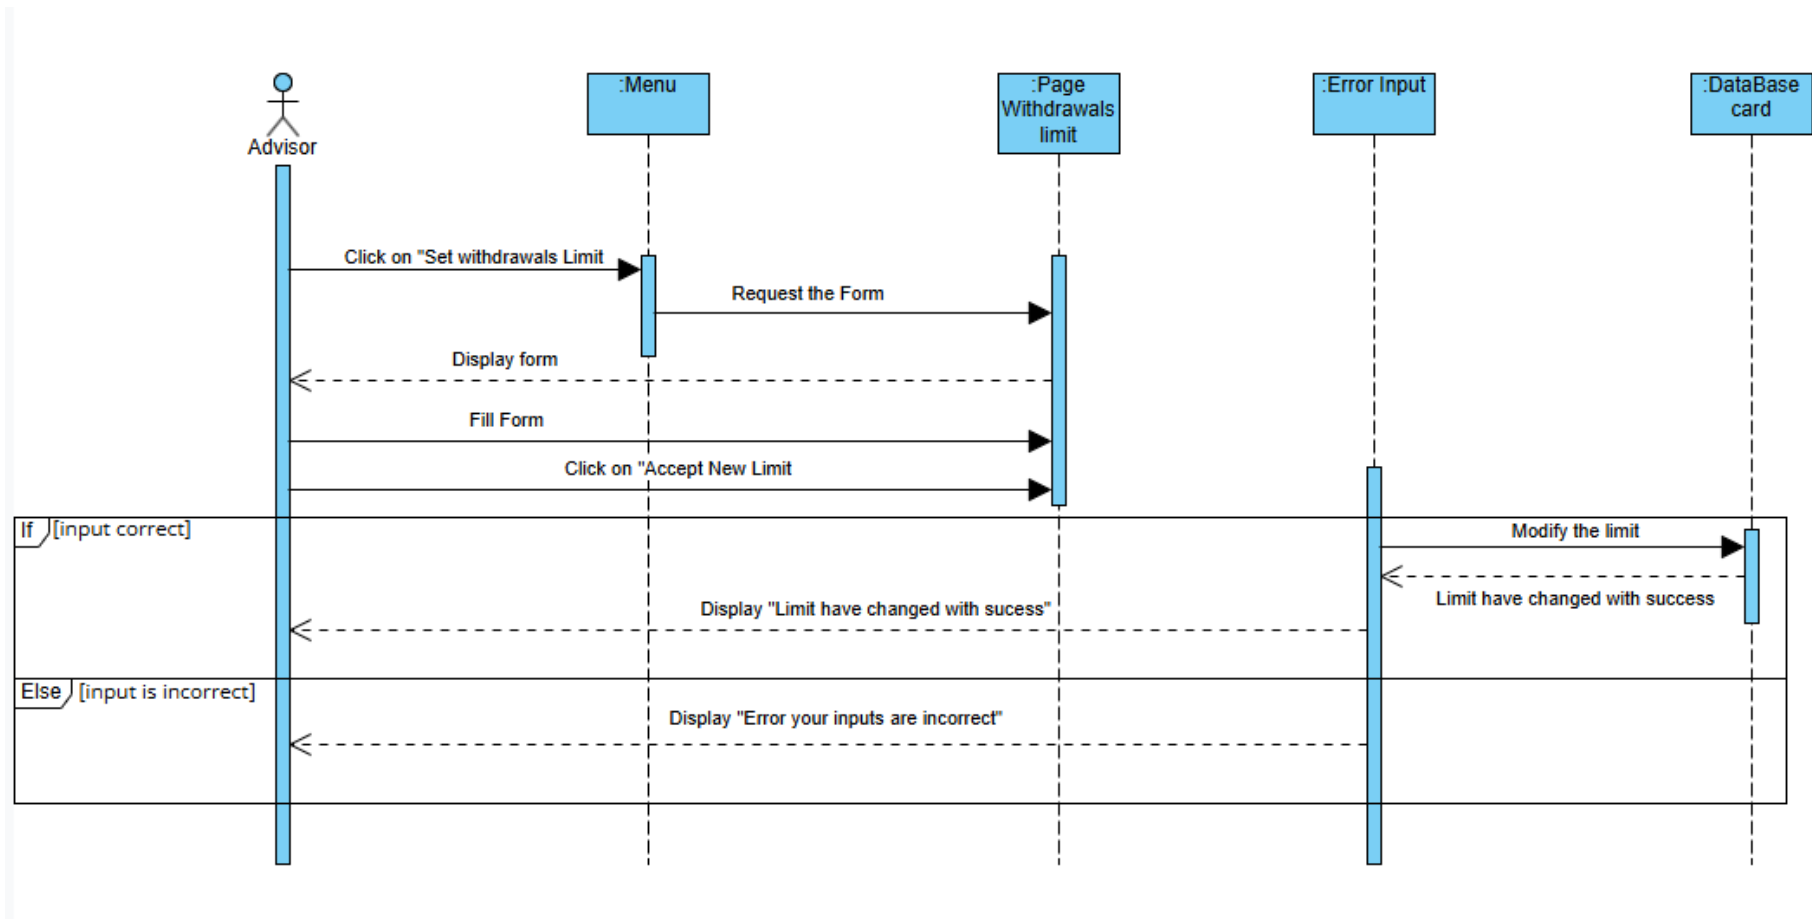 Advisor
:Menu
:Page
Withdrawals
limit
:Error Input
:DataBase
card
Click on "Set withdrawals Limit
Request the Form
Display form
Fill Form
Click on "Accept New Limit
If [input correct]
Modify the limit
Limit have changed with success
Display "Limit have changed with sucess"
Else [input is incorrect]
Display "Error your inputs are incorrect"